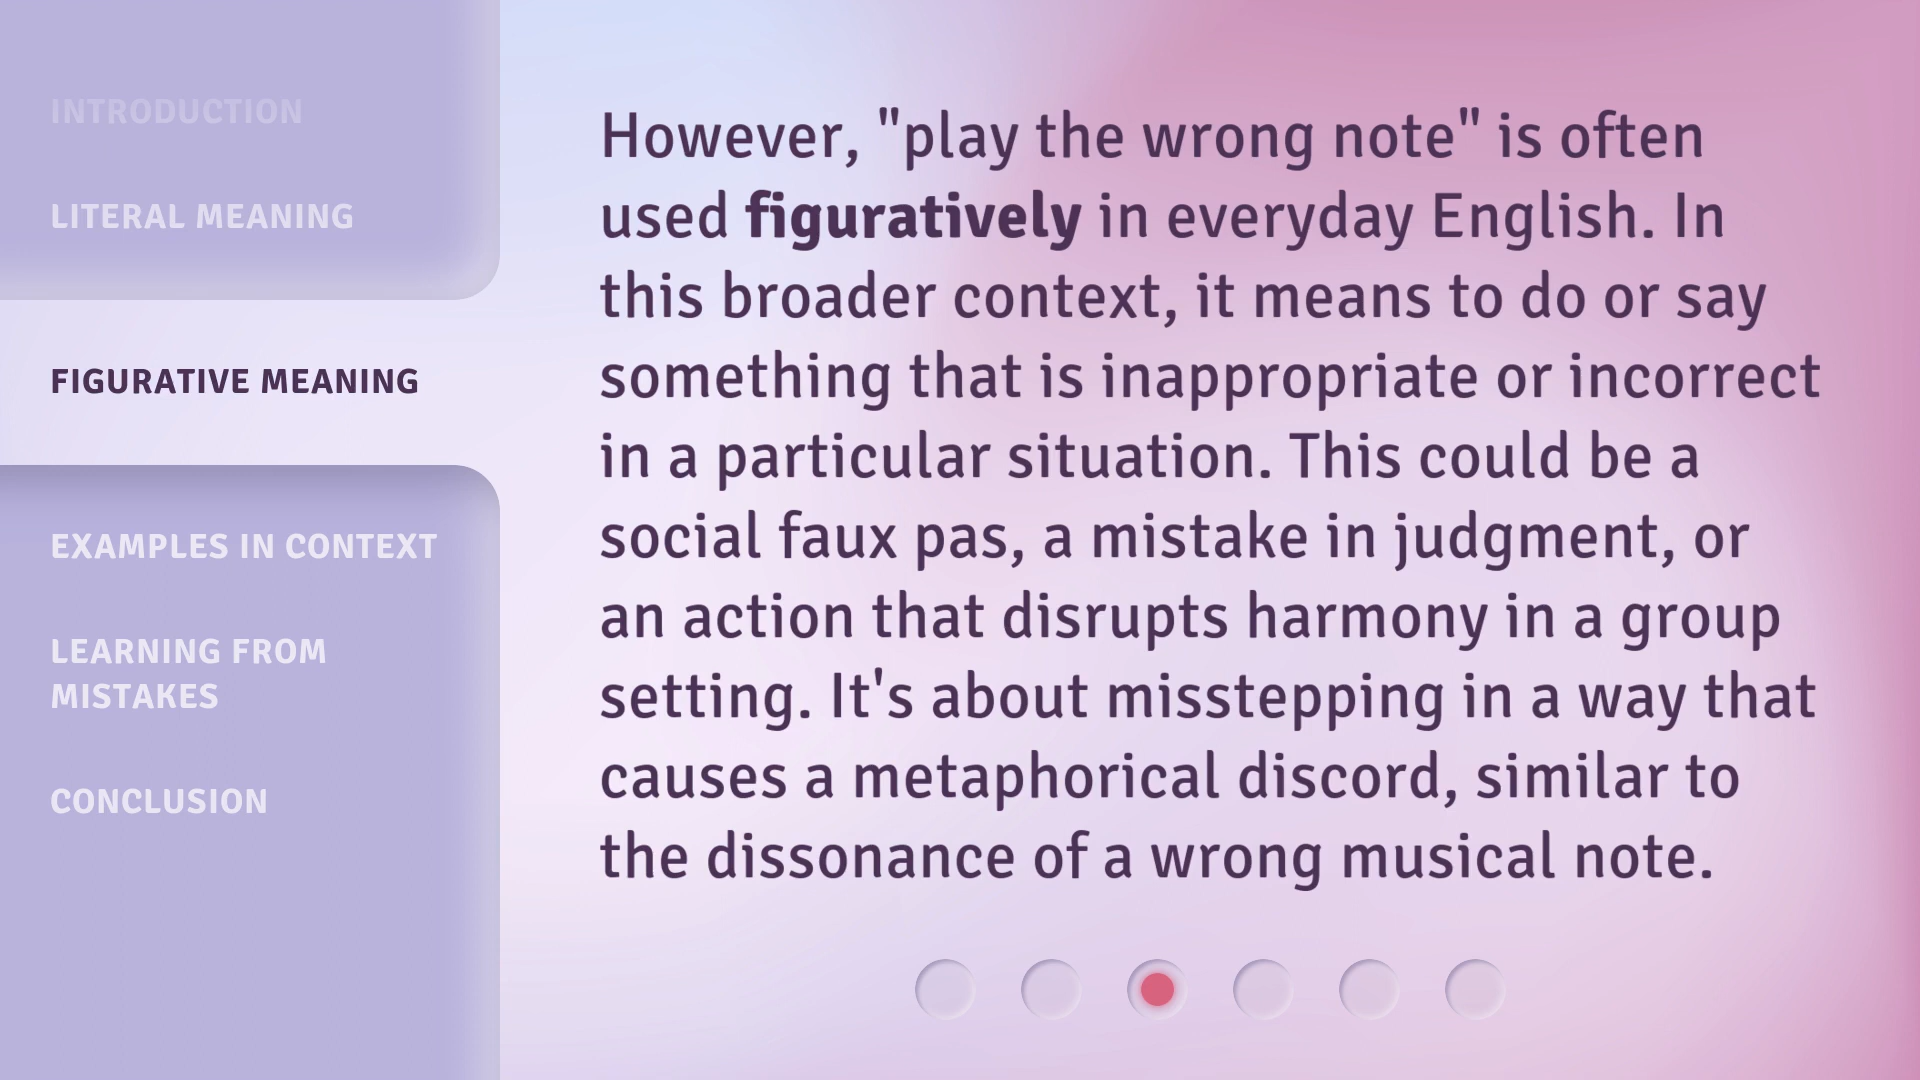 INTRODUCTION
LITERAL MEANING
FIGURATIVE MEANING
EXAMPLES IN CONTEXT
LEARNING FROM
MISTAKES
CONCLUSION
However, "play the wrong note" is often
used figuratively in everyday English. In
this broader context, it means to do or say
something that is inappropriate or incorrect
in a particular situation. This could be a
social faux pas, a mistake in judgment, or
an action that disrupts harmony in a group
setting. It's about misstepping in a way that
causes a metaphorical discord, similar to
the dissonance of a wrong musical note.